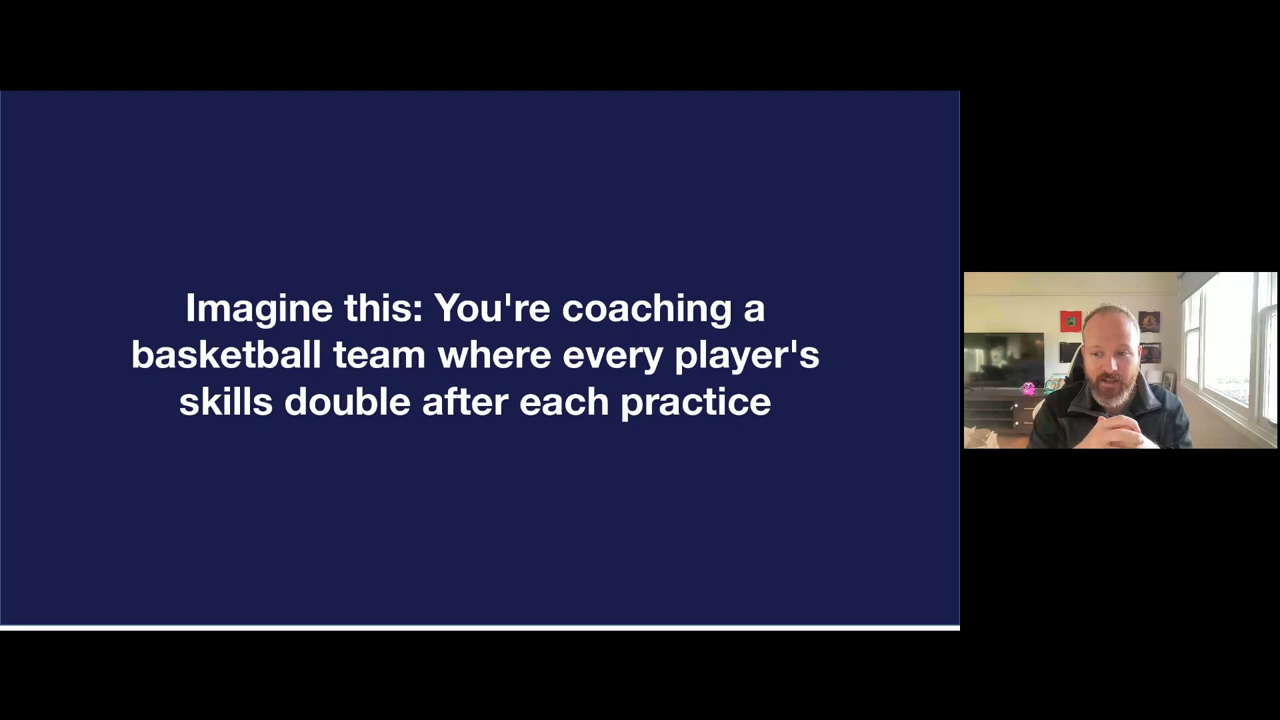 Imagine this: You're coaching a
basketball team where every player's
skills double after each practice